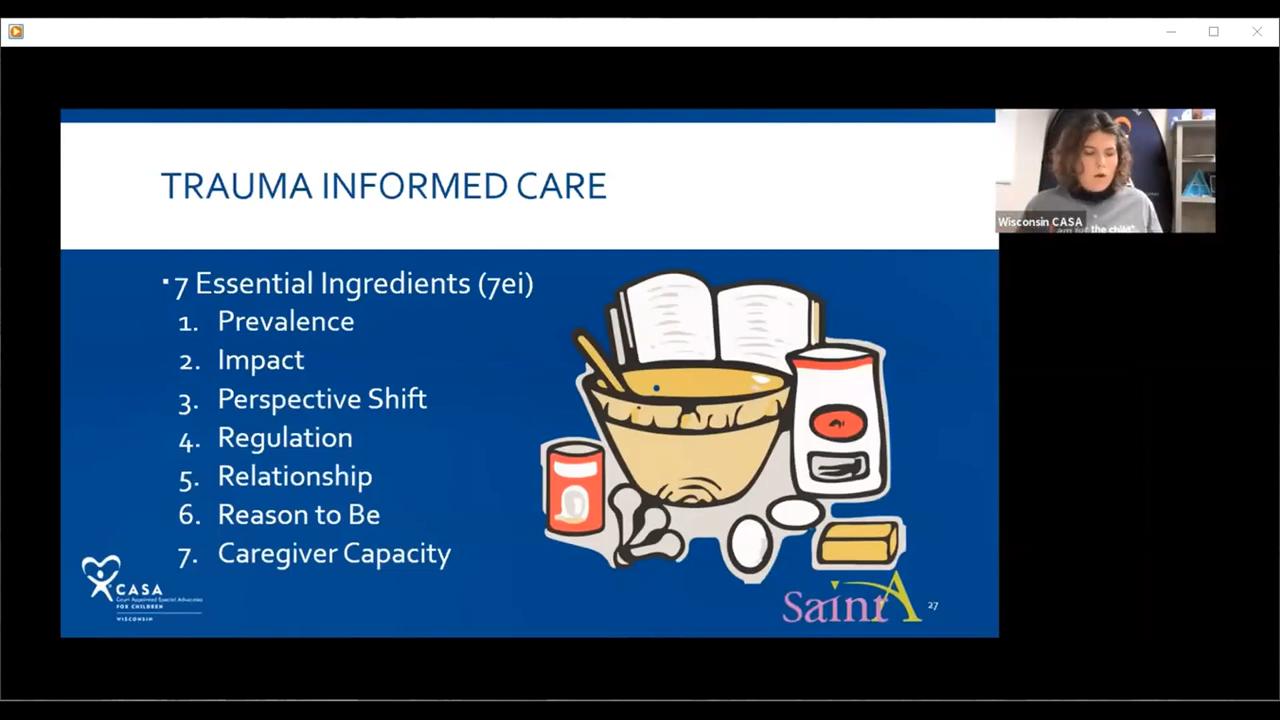 TRAUMA INFORMED CARE
Wisconsin CASA
am for the child"
7 Essential Ingredients (7ei)
1. Prevalence
2. Impact
3. Perspective Shift
4. Regulation
5. Relationship
6. Reason to Be
7. Caregiver Capacity
CASA
Court Appointed Special Advocates
FOR CHILDREN
WISCONSIN
SaintA
27